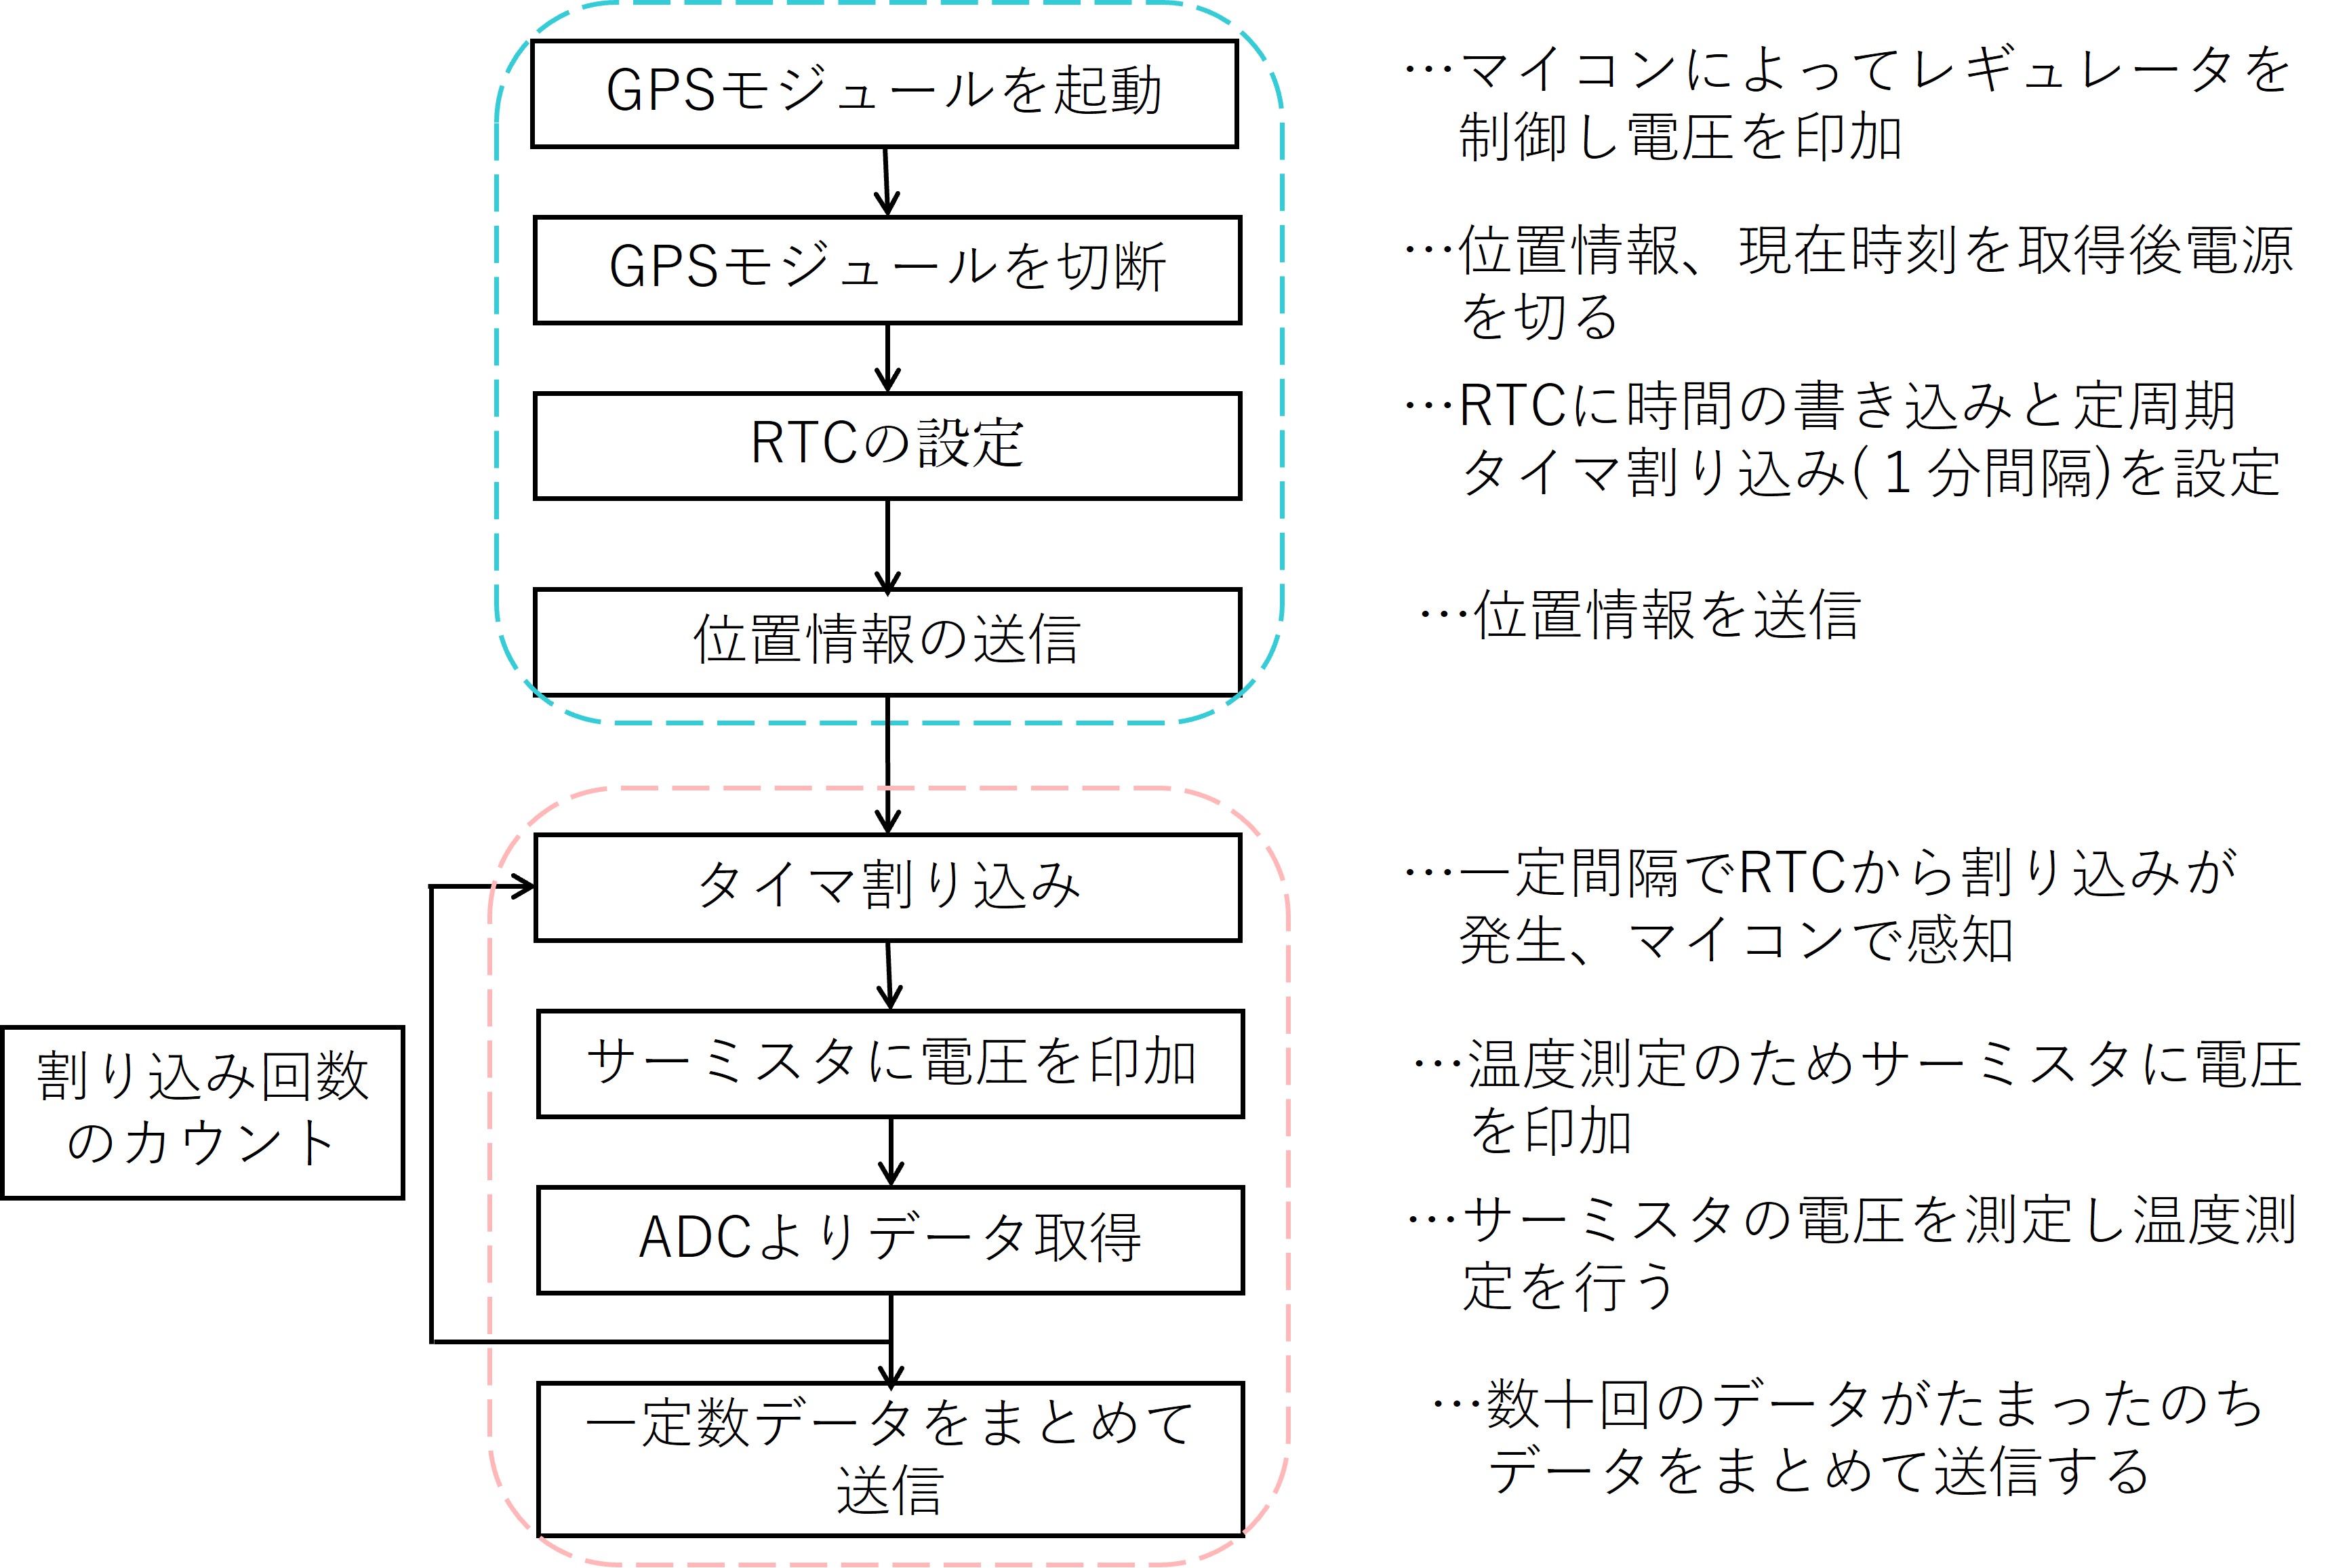 GPSモジュールを起動
…マイコンによってレギュレータを
制御し電圧を印加
GPSモジュールを切断
…位置情報、現在時刻を取得後電源
を切る
RTCの設定
…RTCに時間の書き込みと定周期
タイマ割り込み(１分間隔)を設定
位置情報の送信
…位置情報を送信
タイマ割り込み
…一定間隔でRTCから割り込みが
発生、マイコンで感知
割り込み回数
のカウント
サーミスタに電圧を印加
…温度測定のためサーミスタに電圧
を印加
ADCよりデータ取得
…サーミスタの電圧を測定し温度測
定を行う
一定数データをまとめて
送信
…数十回のデータがたまったのち
データをまとめて送信する